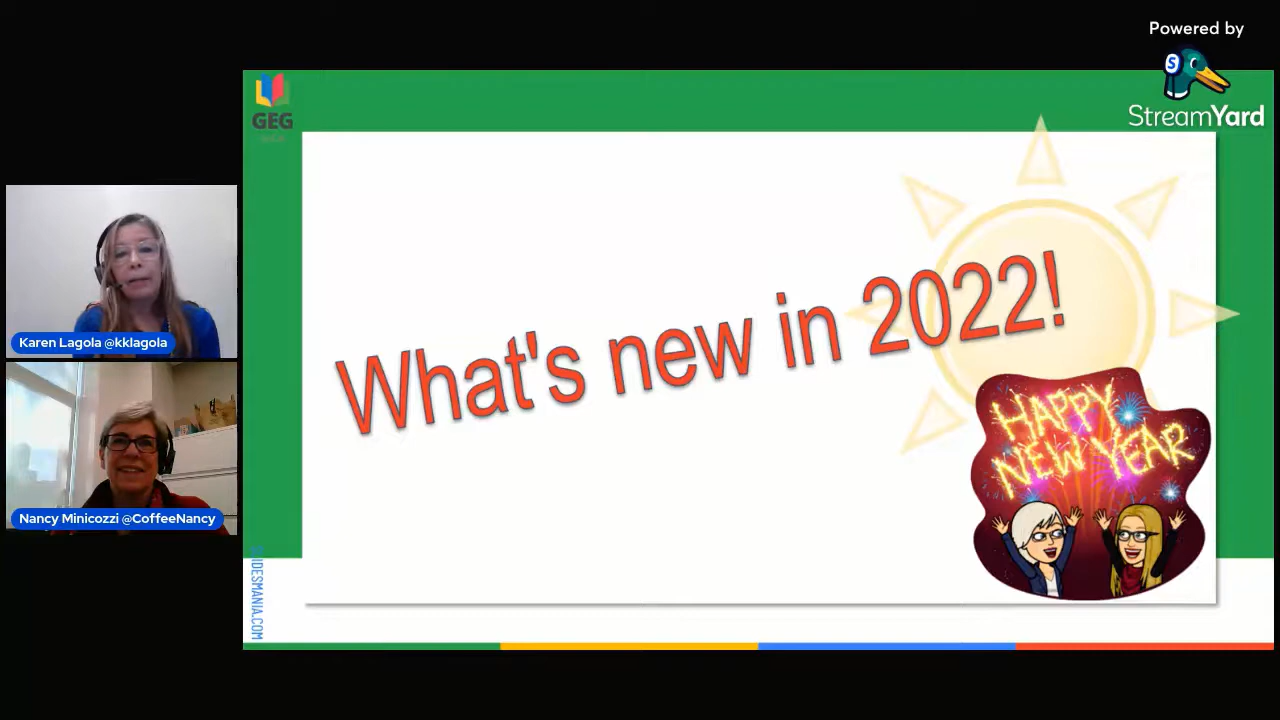 Powered by
StreamYard
S
GEG
Karen Lagola @kklagola
Nancy Minicozzi @CoffeeNancy
What's new in 2022!
HAPPY
NEW YEAR
SLIDESMANIA.COM